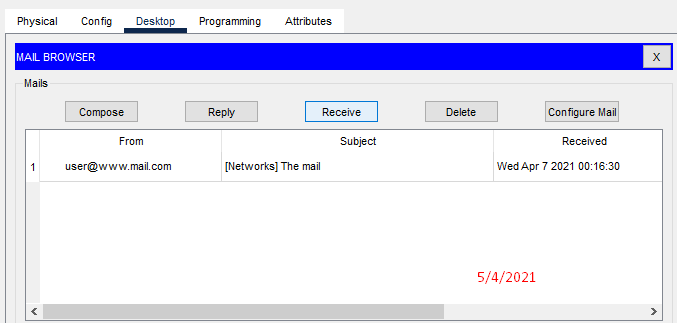 Physical Config Desktop Programming Attributes
MAIL BROWSER X
Mails
Compose Reply Receive Delete Configure Mail
From Subject Received
1 user@www.mail.com [Networks] The mail Wed Apr 7 2021 00:16:30
5/4/2021